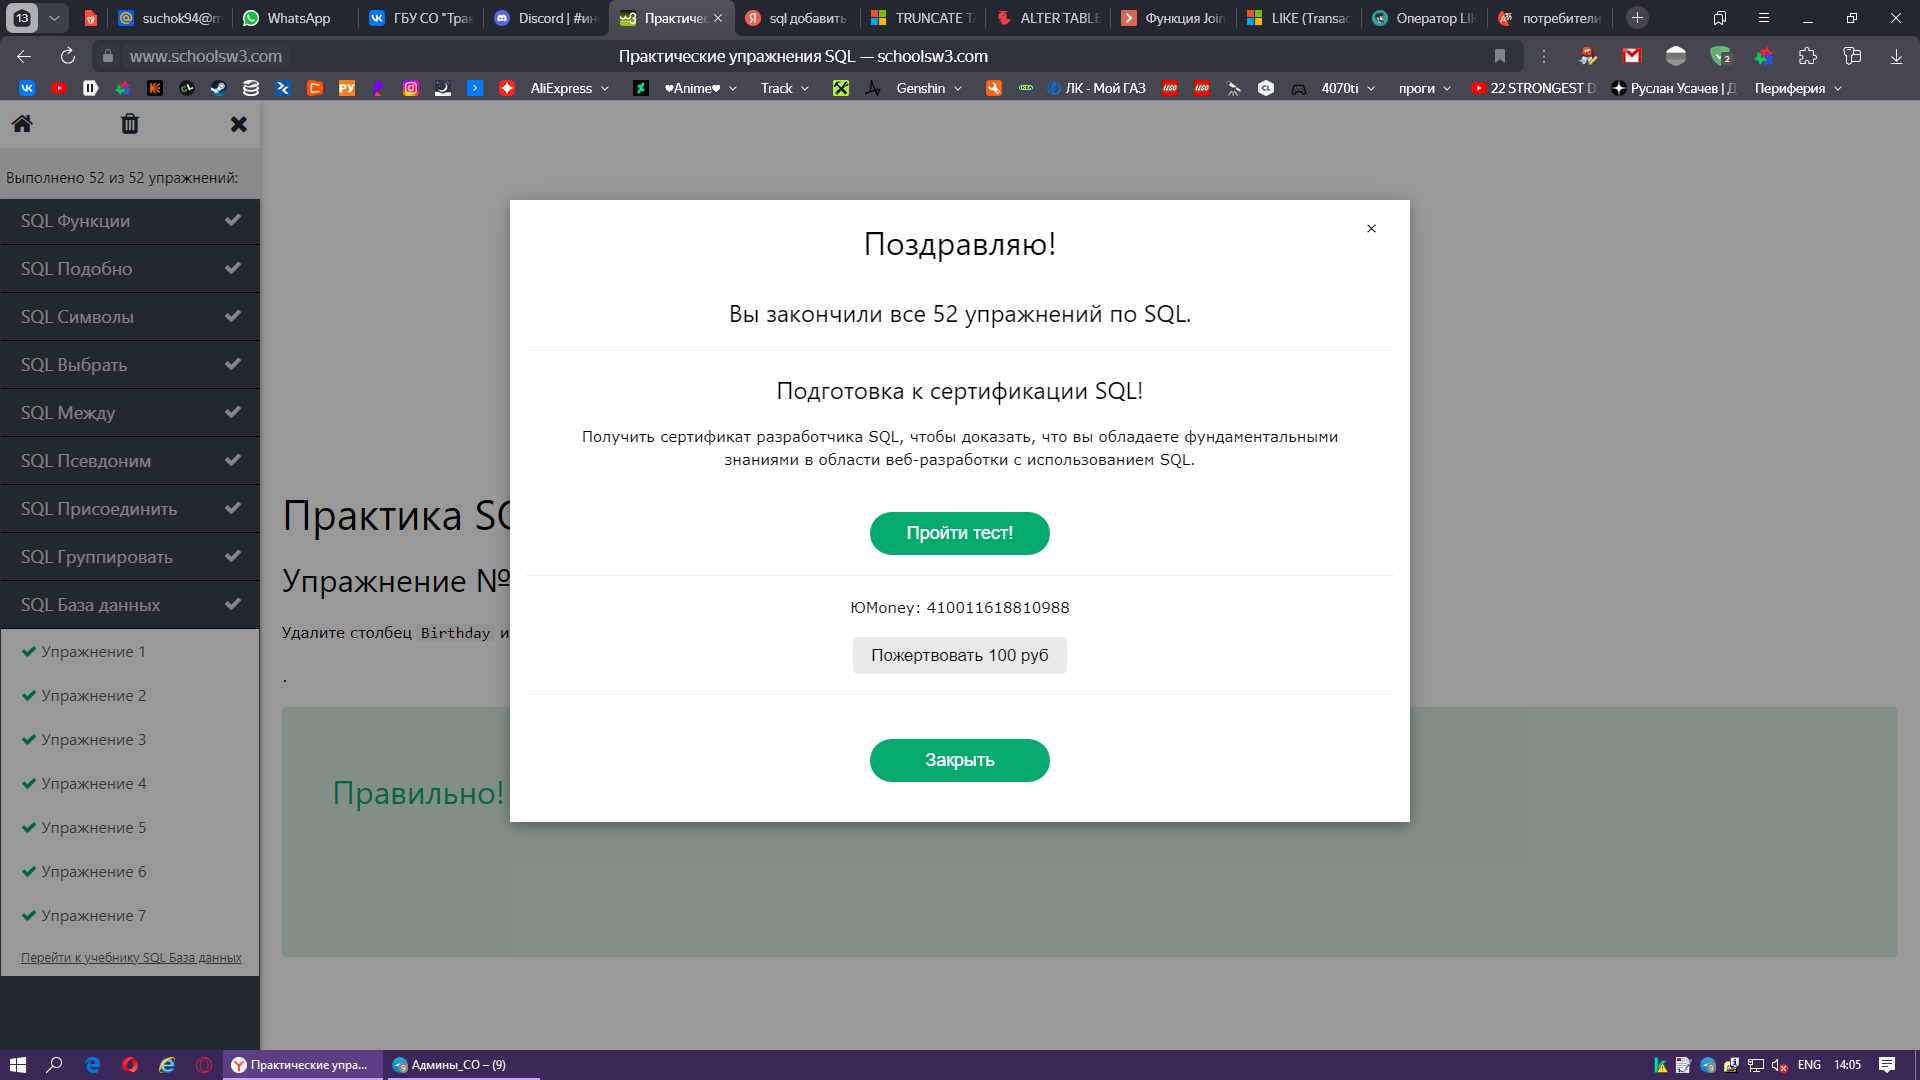 13
suchok94@m
WhatsApp
ГБУ СО "Трак
Discord | #ин
Практичес
sql добавить
TRUNCATE TA
ALTER TABLE
Функция Join
LIKE (Transac
Оператор LIK
потребители
www.schoolsw3.com
Практические упражнения SQL — schoolsw3.com
2
AliExpress
♥Anime♥
Track
Genshin
ЛК - Мой ГАЗ
4070ti
проги
22 STRONGEST D
Руслан Усачев | Д
Периферия
Выполнено 52 из 52 упражнений:
SQL Функции
SQL Подобно
SQL Символы
SQL Выбрать
SQL Между
SQL Псевдоним
SQL Присоединить
SQL Группировать
SQL База данных
Упражнение 1
Упражнение 2
Упражнение 3
Упражнение 4
Упражнение 5
Упражнение 6
Упражнение 7
Перейти к учебнику SQL База данных
Практика SQ
Упражнение №
Удалите столбец Birthday и
.
Правильно!
×
Поздравляю!
Вы закончили все 52 упражнений по SQL.
Подготовка к сертификации SQL!
Получить сертификат разработчика SQL, чтобы доказать, что вы обладаете фундаментальными
знаниями в области веб-разработки с использованием SQL.
Пройти тест!
ЮMoney: 410011618810988
Пожертвовать 100 руб
Закрыть
Практические упра...
Админы_СО – (9)
ENG
14:05